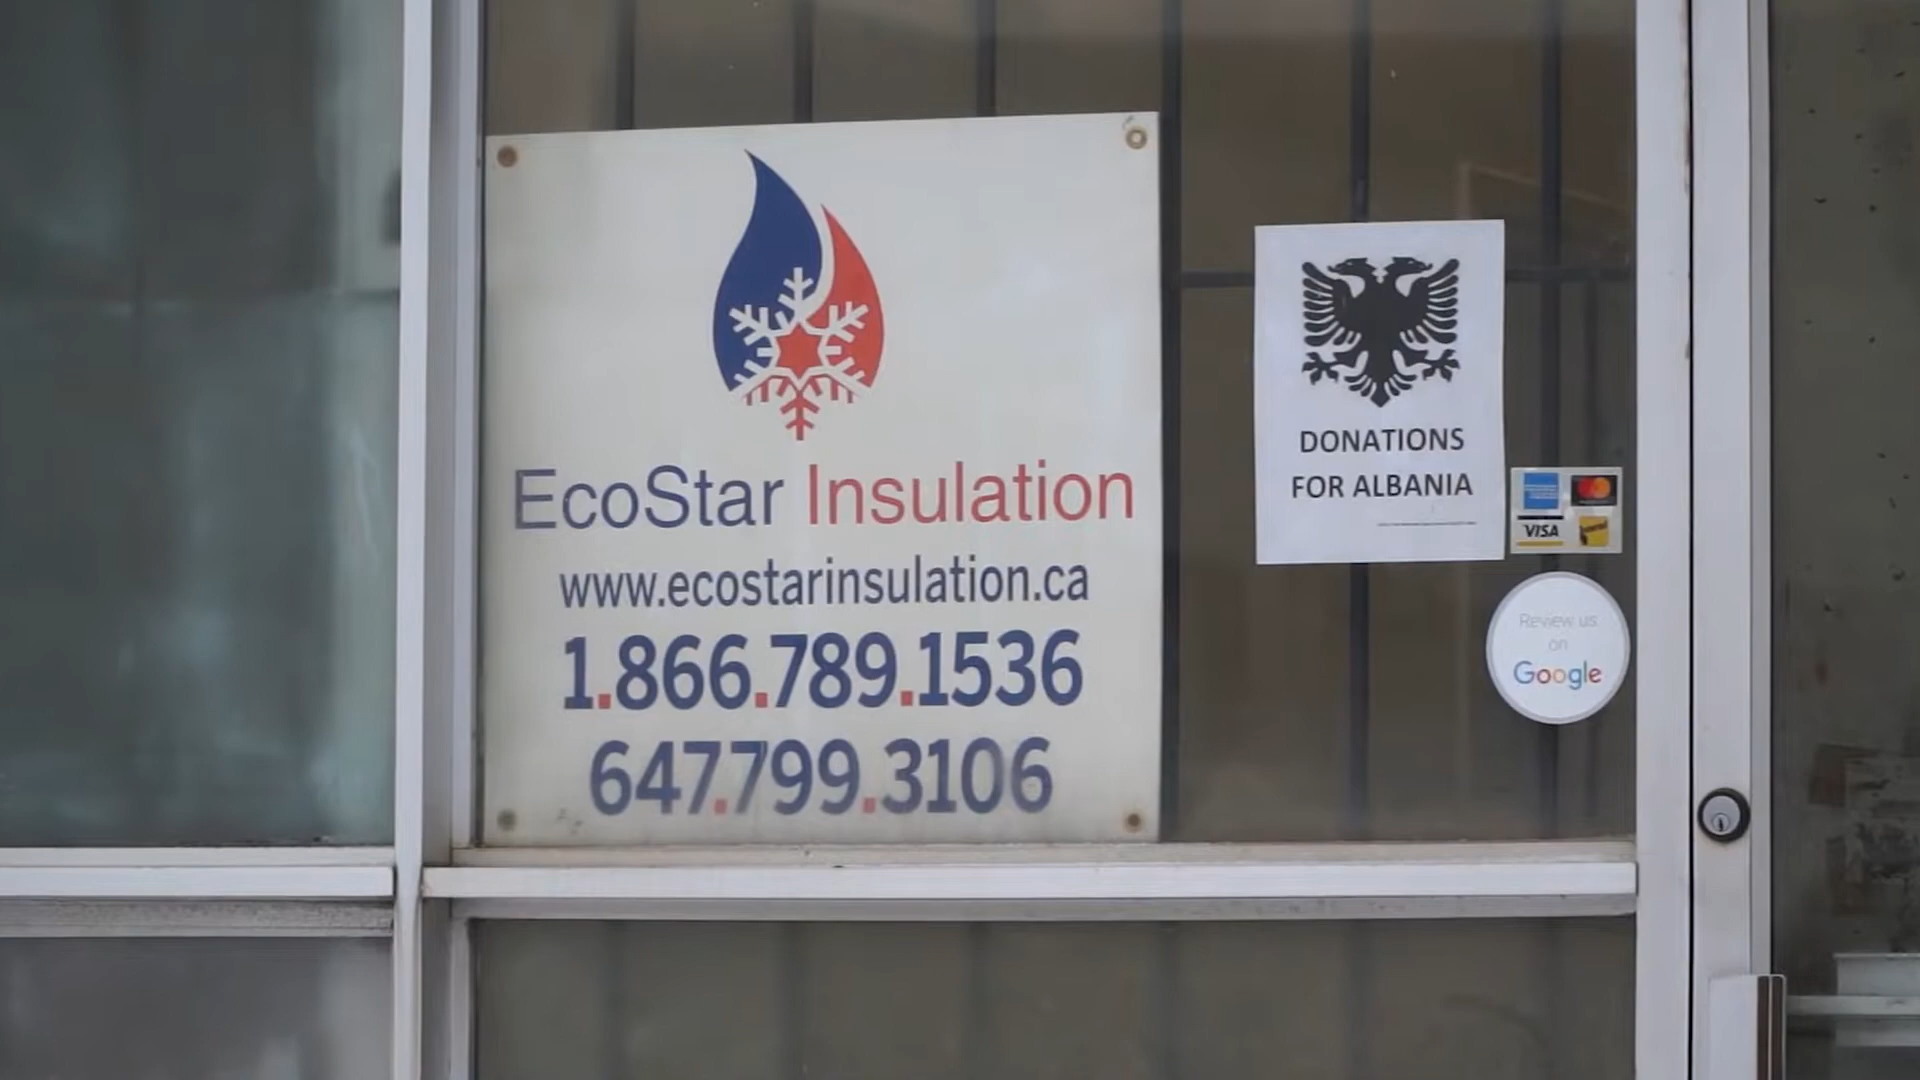 EcoStar Insulation
www.ecostarinsulation.ca
1.866.789.1536
647.799.3106
DONATIONS
FOR ALBANIA
VISA
Review us
on
Google